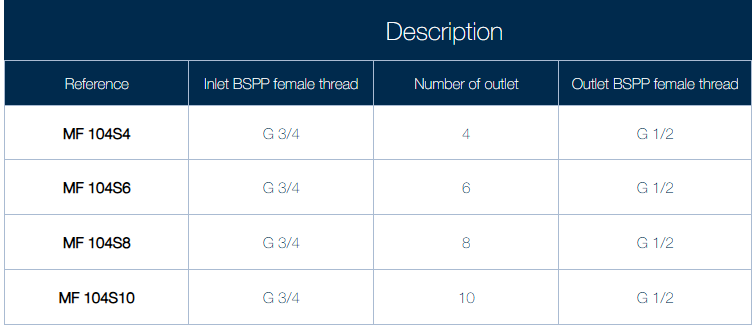 Description
Reference Inlet BSPP female thread Number of outlet Outlet BSPP female thread
MF 104S4 G 3/4 4 G 1/2
MF 104S6 G 3/4 6 G 1/2
MF 104S8 G 3/4 8 G 1/2
MF 104S10 G 3/4 10 G 1/2